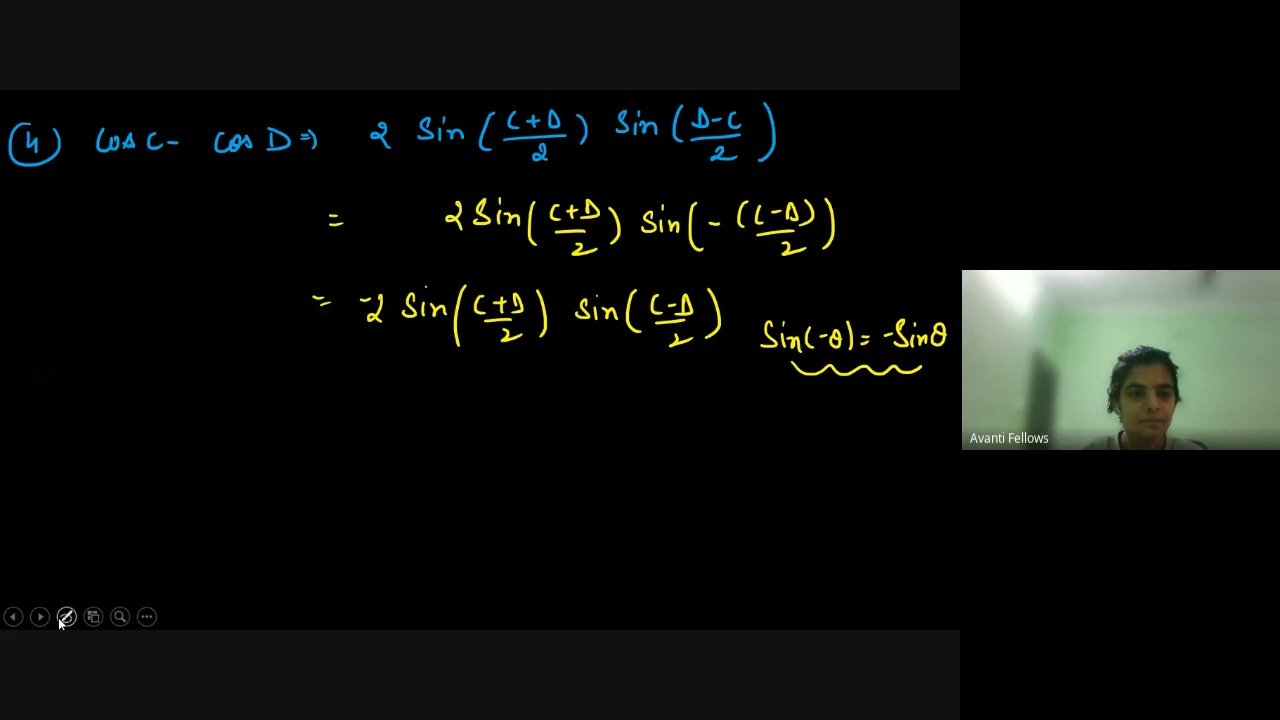 (4) Cos C - Cos D ⇒ 2 Sin (C+D/2) Sin (D-C/2)
= 2 Sin (C+D/2) Sin (-(C-D)/2)
= -2 Sin (C+D/2) Sin (C-D/2)
Sin(-θ) = -Sinθ
Avanti Fellows